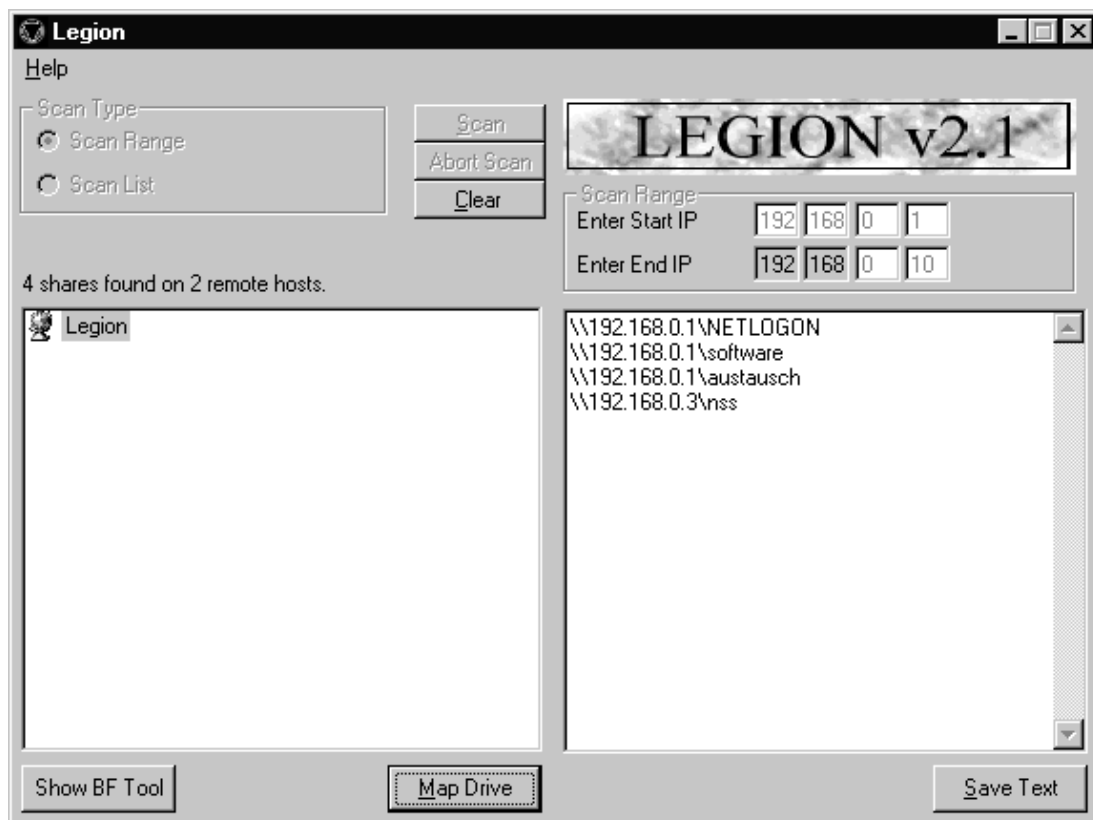 Legion
Help
Scan Type
Scan Range
Scan List
Scan
Abort Scan
Clear
LEGION v2.1
Scan Range
Enter Start IP 192 168 0 1
Enter End IP 192 168 0 10
4 shares found on 2 remote hosts.
Legion
\\192.168.0.1\NETLOGON
\\192.168.0.1\software
\\192.168.0.1\austausch
\\192.168.0.3\nss
Show BF Tool
Map Drive
Save Text